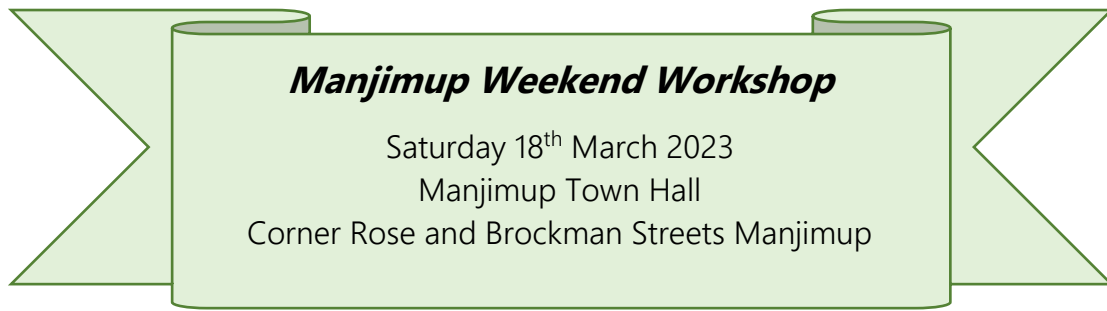 Manjimup Weekend Workshop
Saturday 18th March 2023
Manjimup Town Hall
Corner Rose and Brockman Streets Manjimup